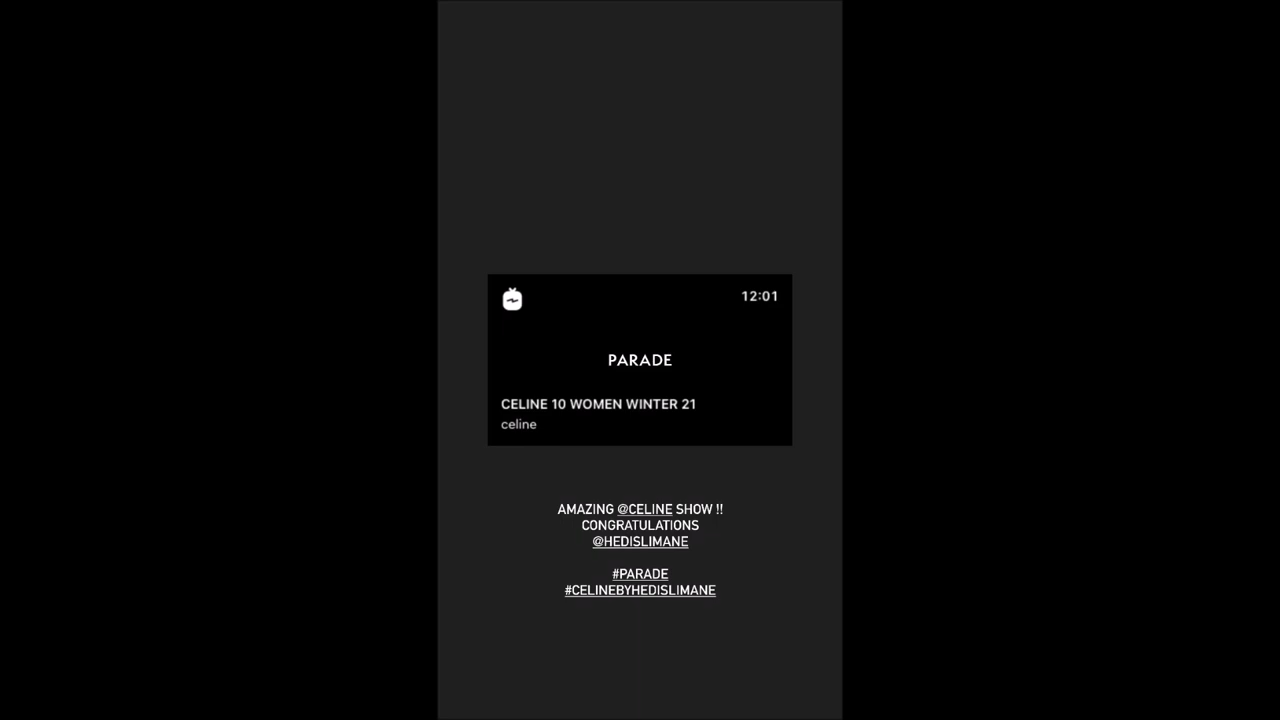 12:01
PARADE
CELINE 10 WOMEN WINTER 21
celine
AMAZING @CELINE SHOW !!
CONGRATULATIONS
@HEDISLIMANE
#PARADE
#CELINEBYHEDISLIMANE